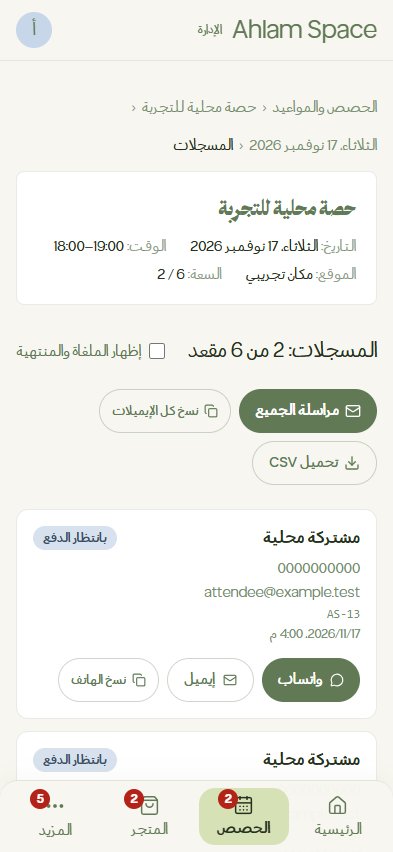 Ahlam Space الإدارة
أ
الحصص والمواعيد › حصة محلية للتجربة ›
الثلاثاء، 17 نوفمبر 2026 › المسجلات
حصة محلية للتجربة
التاريخ: الثلاثاء، 17 نوفمبر 2026 الوقت: 18:00–19:00
الموقع: مكان تجريبي السعة: 6 / 2
المسجلات: 2 من 6 مقعد
إظهار الملغاة والمنتهية
مراسلة الجميع
نسخ كل الإيميلات
تحميل CSV
مشتركة محلية
بانتظار الدفع
0000000000
attendee@example.test
AS-13
2026/11/17، 4:00 م
واتساب
إيميل
نسخ الهاتف
مشتركة محلية
بانتظار الدفع
الرئيسية
2
الحصص
2
المتجر
5
المزيد